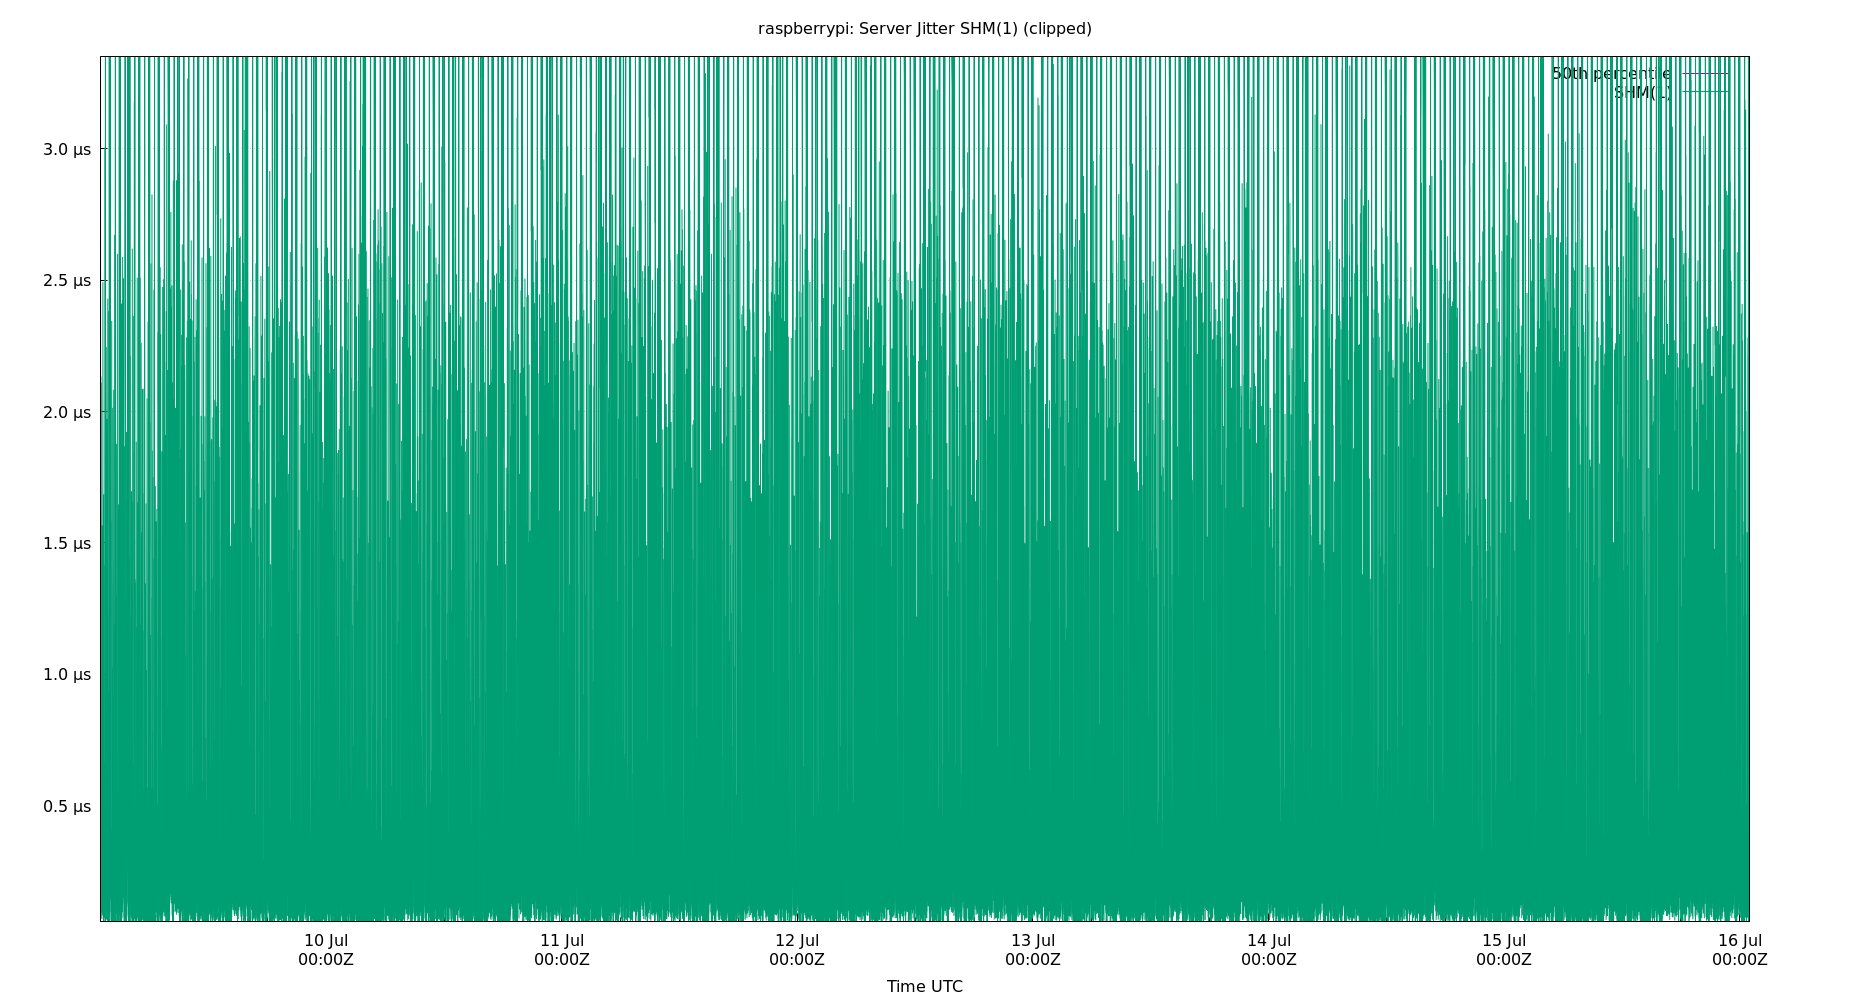 raspberrypi: Server Jitter SHM(1) (clipped)
50th percentile
SHM(1)
3.0 µs
2.5 µs
2.0 µs
1.5 µs
1.0 µs
0.5 µs
10 Jul 11 Jul 12 Jul 13 Jul 14 Jul 15 Jul 16 Jul
00:00Z 00:00Z 00:00Z 00:00Z 00:00Z 00:00Z 00:00Z
Time UTC